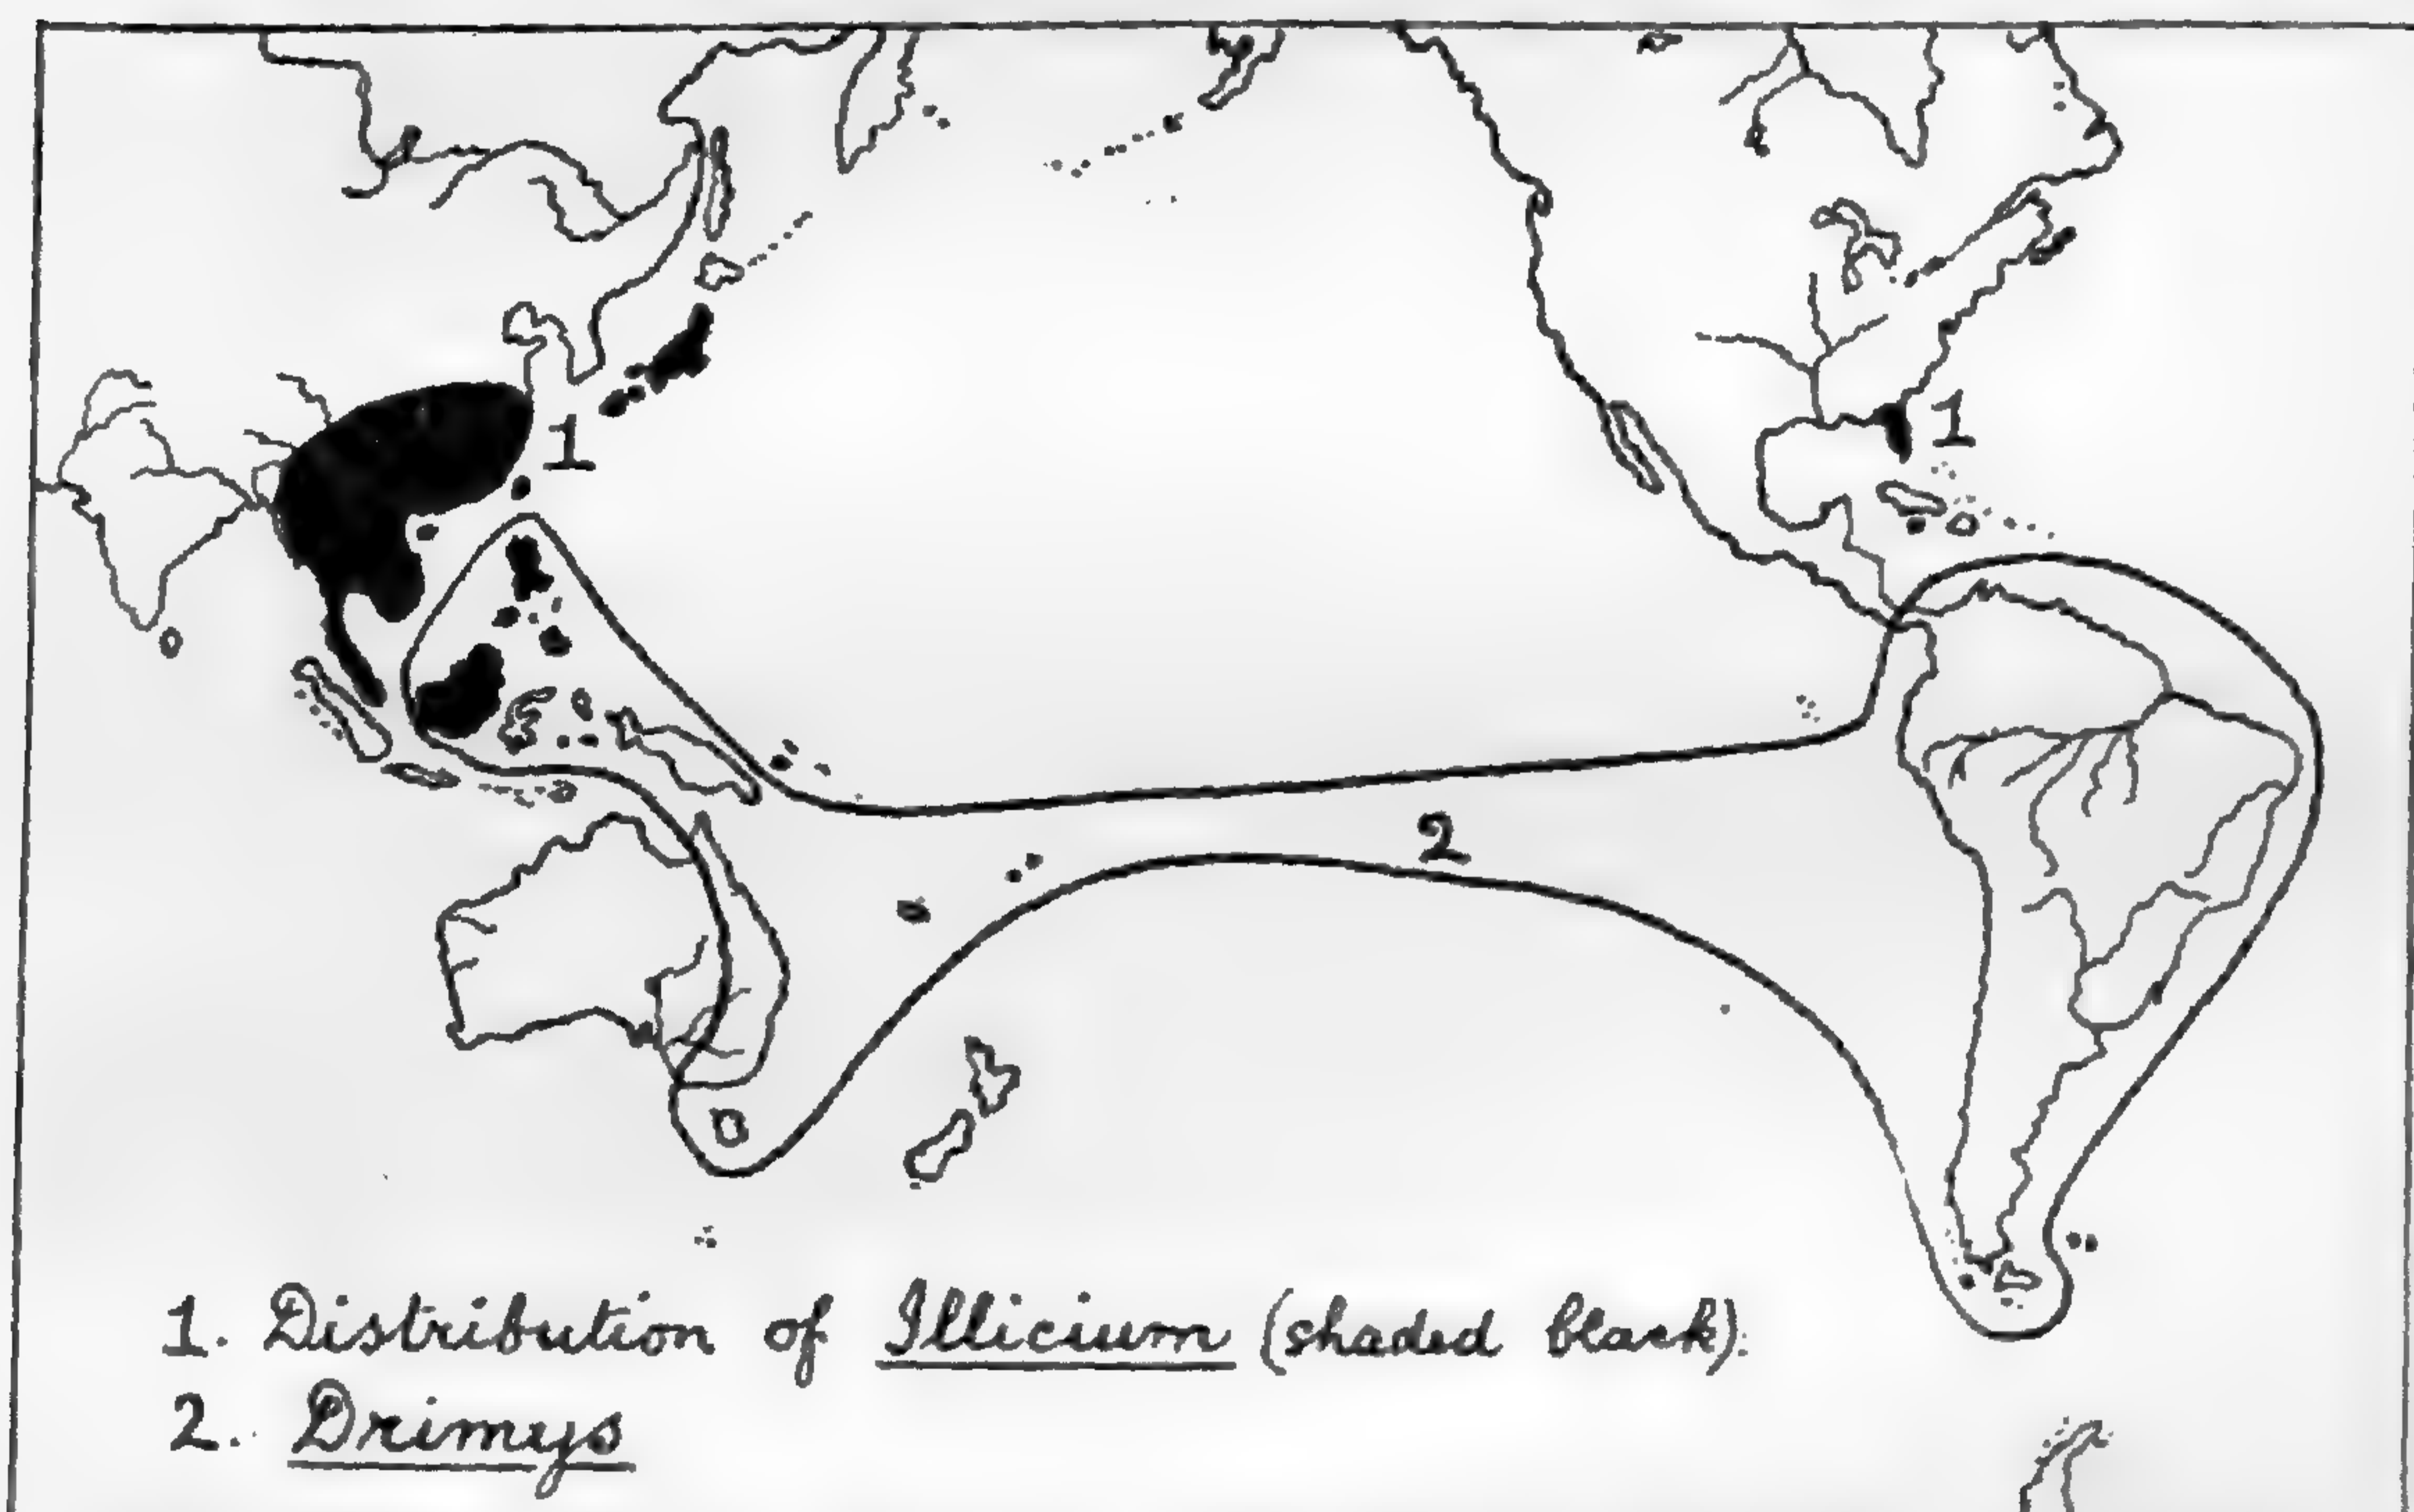 1
1
2
1. Distribution of Illicium (shaded black).
2. Drimys